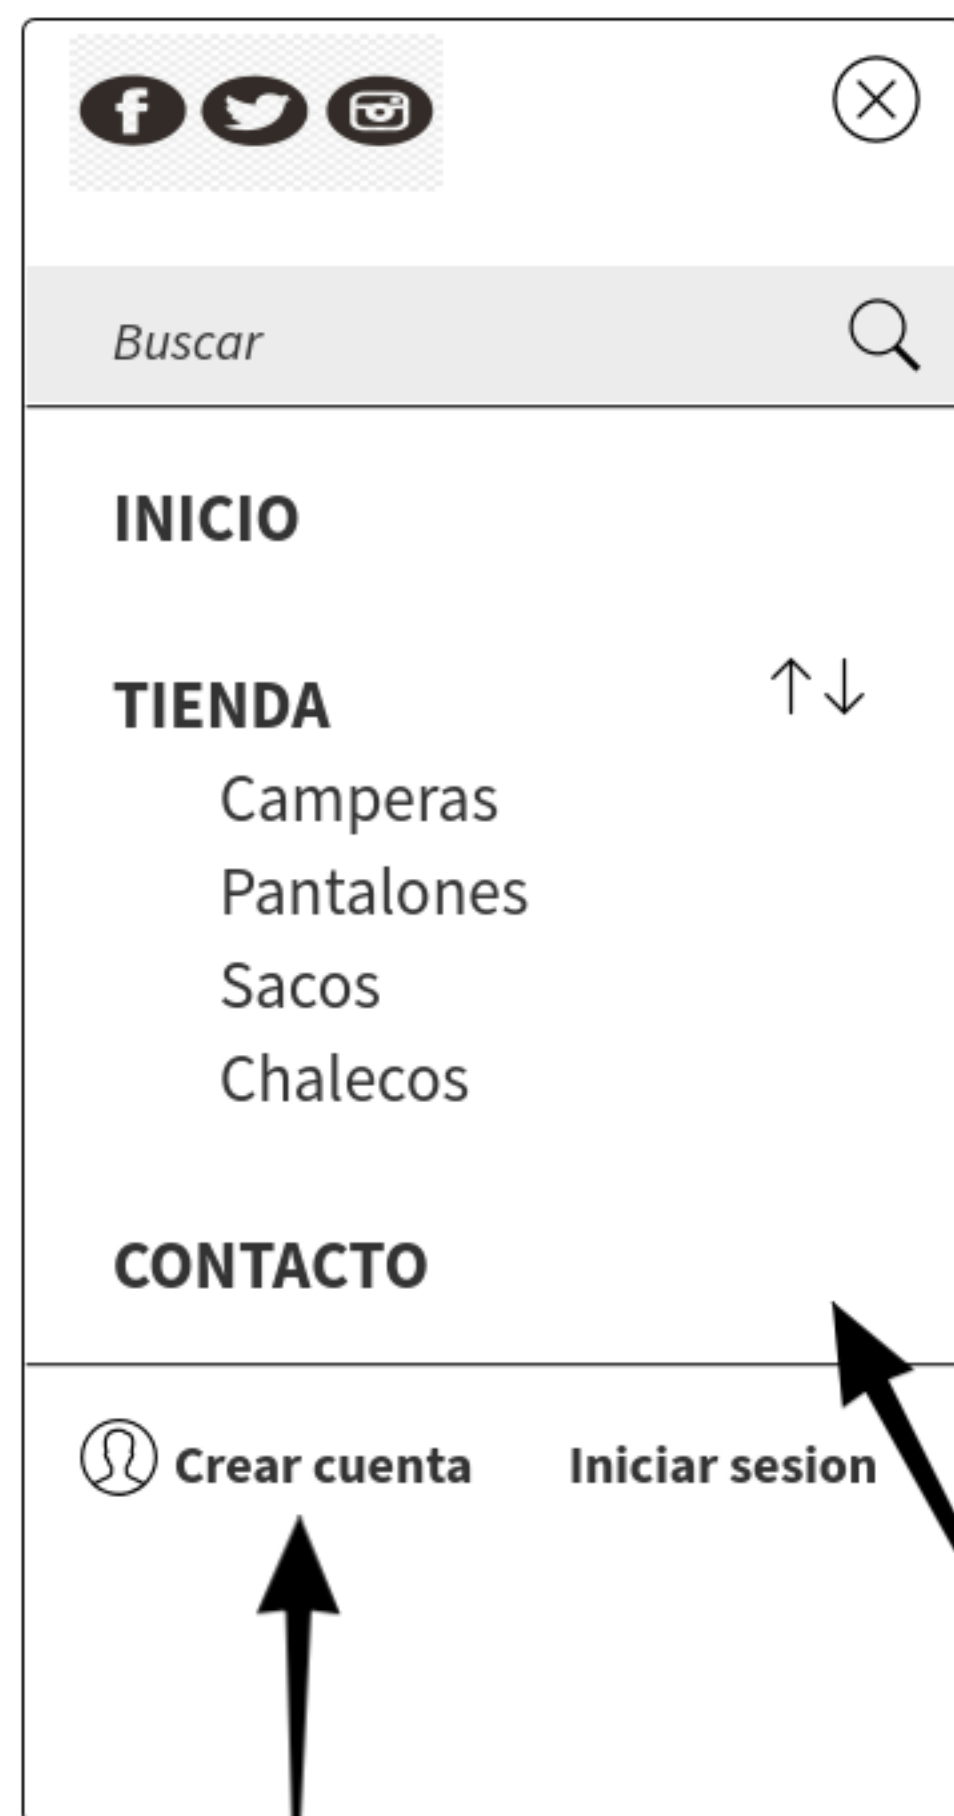 Buscar
INICIO
TIENDA
Camperas
Pantalones
Sacos
Chalecos
CONTACTO
Crear cuenta Iniciar sesion